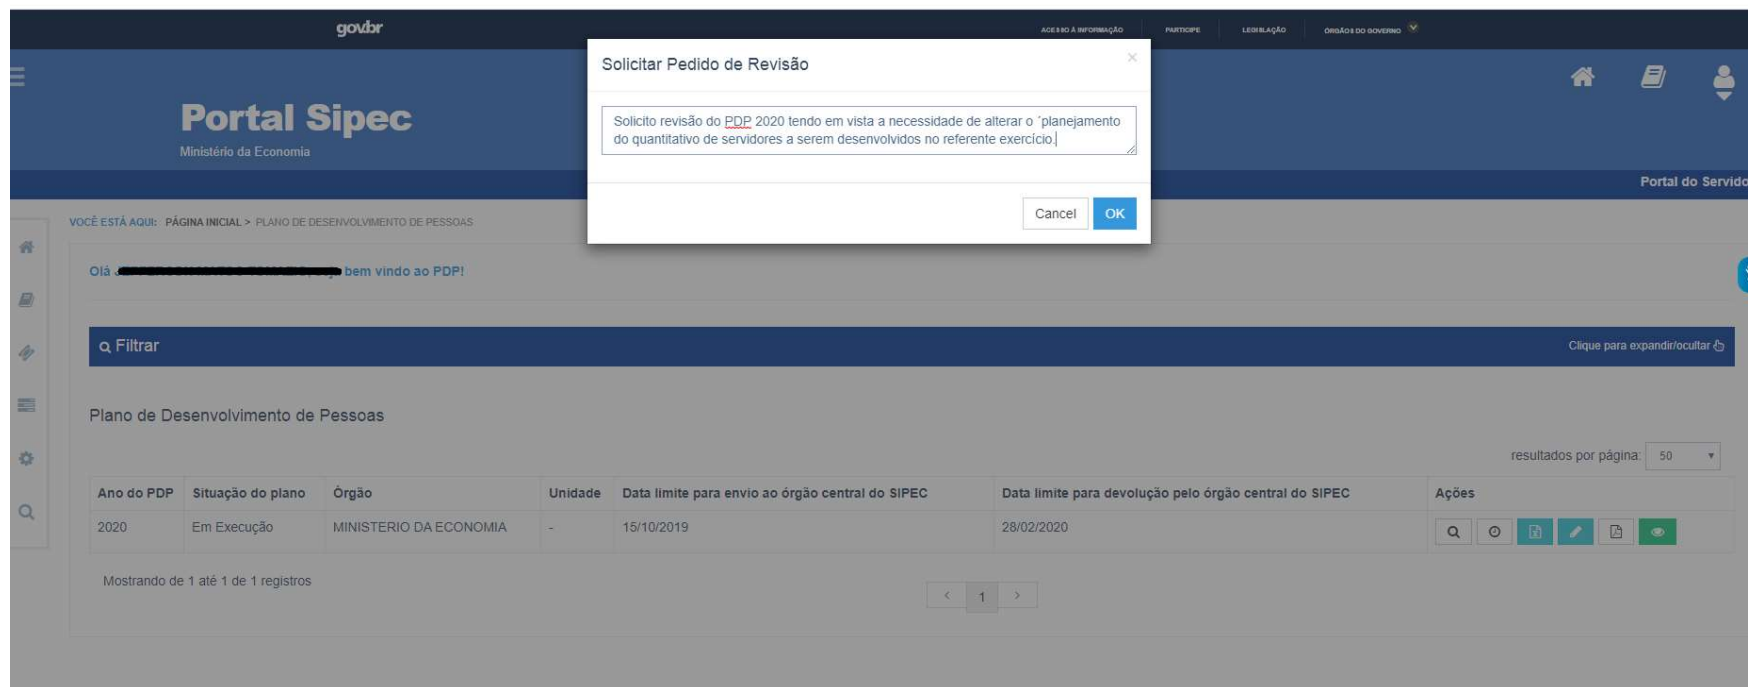 govbr
ACESSO À INFORMAÇÃO
PARTICIPE
LEGISLAÇÃO
ÓRGÃOS DO GOVERNO
Portal Sipec
Ministério da Economia
Solicitar Pedido de Revisão
×
Solicito revisão do PDP 2020 tendo em vista a necessidade de alterar o ´planejamento
do quantitativo de servidores a serem desenvolvidos no referente exercício.
Cancel
OK
Portal do Servido
VOCÊ ESTÁ AQUI: PÁGINA INICIAL > PLANO DE DESENVOLVIMENTO DE PESSOAS
Olá bem vindo ao PDP!
Filtrar
Clique para expandir/ocultar
Plano de Desenvolvimento de Pessoas
resultados por página: 50
Ano do PDP Situação do plano Órgão Unidade Data limite para envio ao órgão central do SIPEC Data limite para devolução pelo órgão central do SIPEC Ações
2020 Em Execução MINISTERIO DA ECONOMIA - 15/10/2019 28/02/2020
Mostrando de 1 até 1 de 1 registros
< 1 >